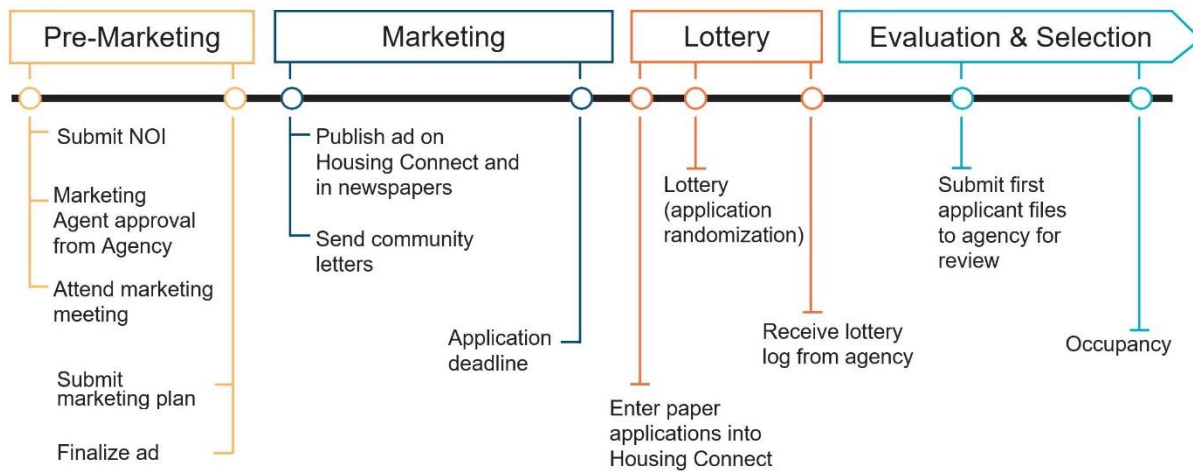 Pre-Marketing
Marketing
Lottery
Evaluation & Selection
Submit NOI
Marketing
Agent approval
from Agency
Attend marketing
meeting
Submit
marketing plan
Finalize ad
Publish ad on
Housing Connect and
in newspapers
Send community
letters
Application
deadline
Enter paper
applications into
Housing Connect
Lottery
(application
randomization)
Receive lottery
log from agency
Submit first
applicant files
to agency for
review
Occupancy